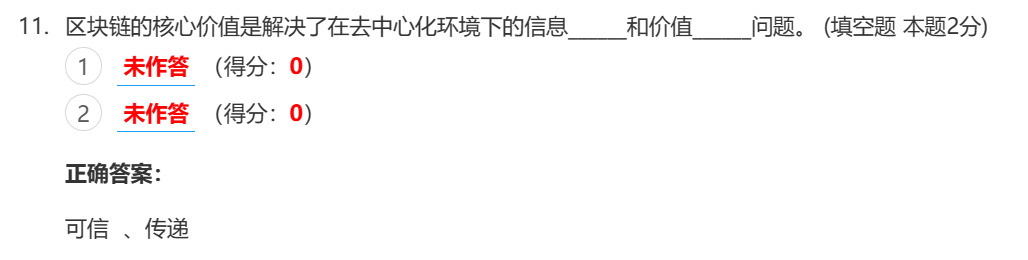 11. 区块链的核心价值是解决了在去中心化环境下的信息______和价值______问题。 (填空题 本题2分)
1 未作答 (得分：0)
2 未作答 (得分：0)
正确答案：
可信 、传递